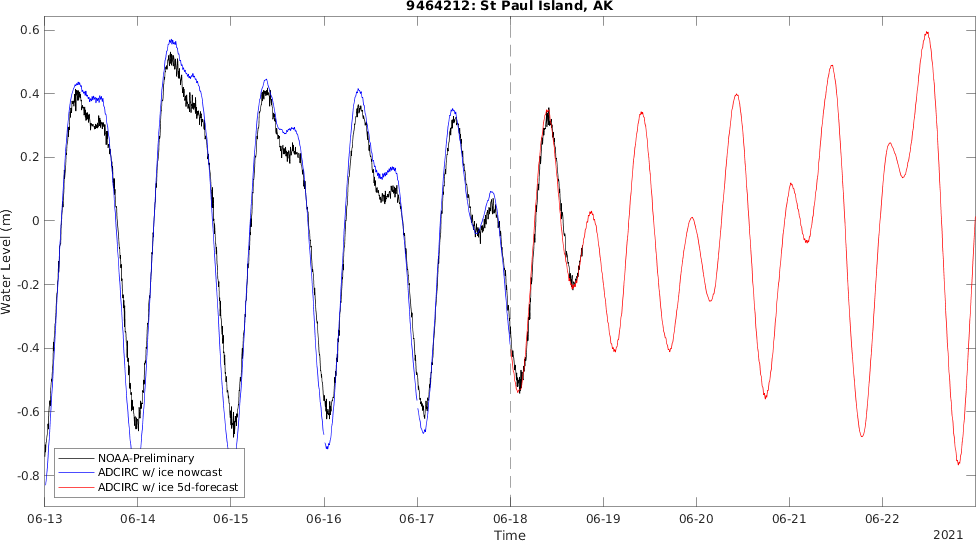 9464212: St Paul Island, AK
Water Level (m)
0.6
0.4
0.2
0
-0.2
-0.4
-0.6
-0.8
NOAA-Preliminary
ADCIRC w/ ice nowcast
ADCIRC w/ ice 5d-forecast
06-13 06-14 06-15 06-16 06-17 06-18 06-19 06-20 06-21 06-22
Time
2021